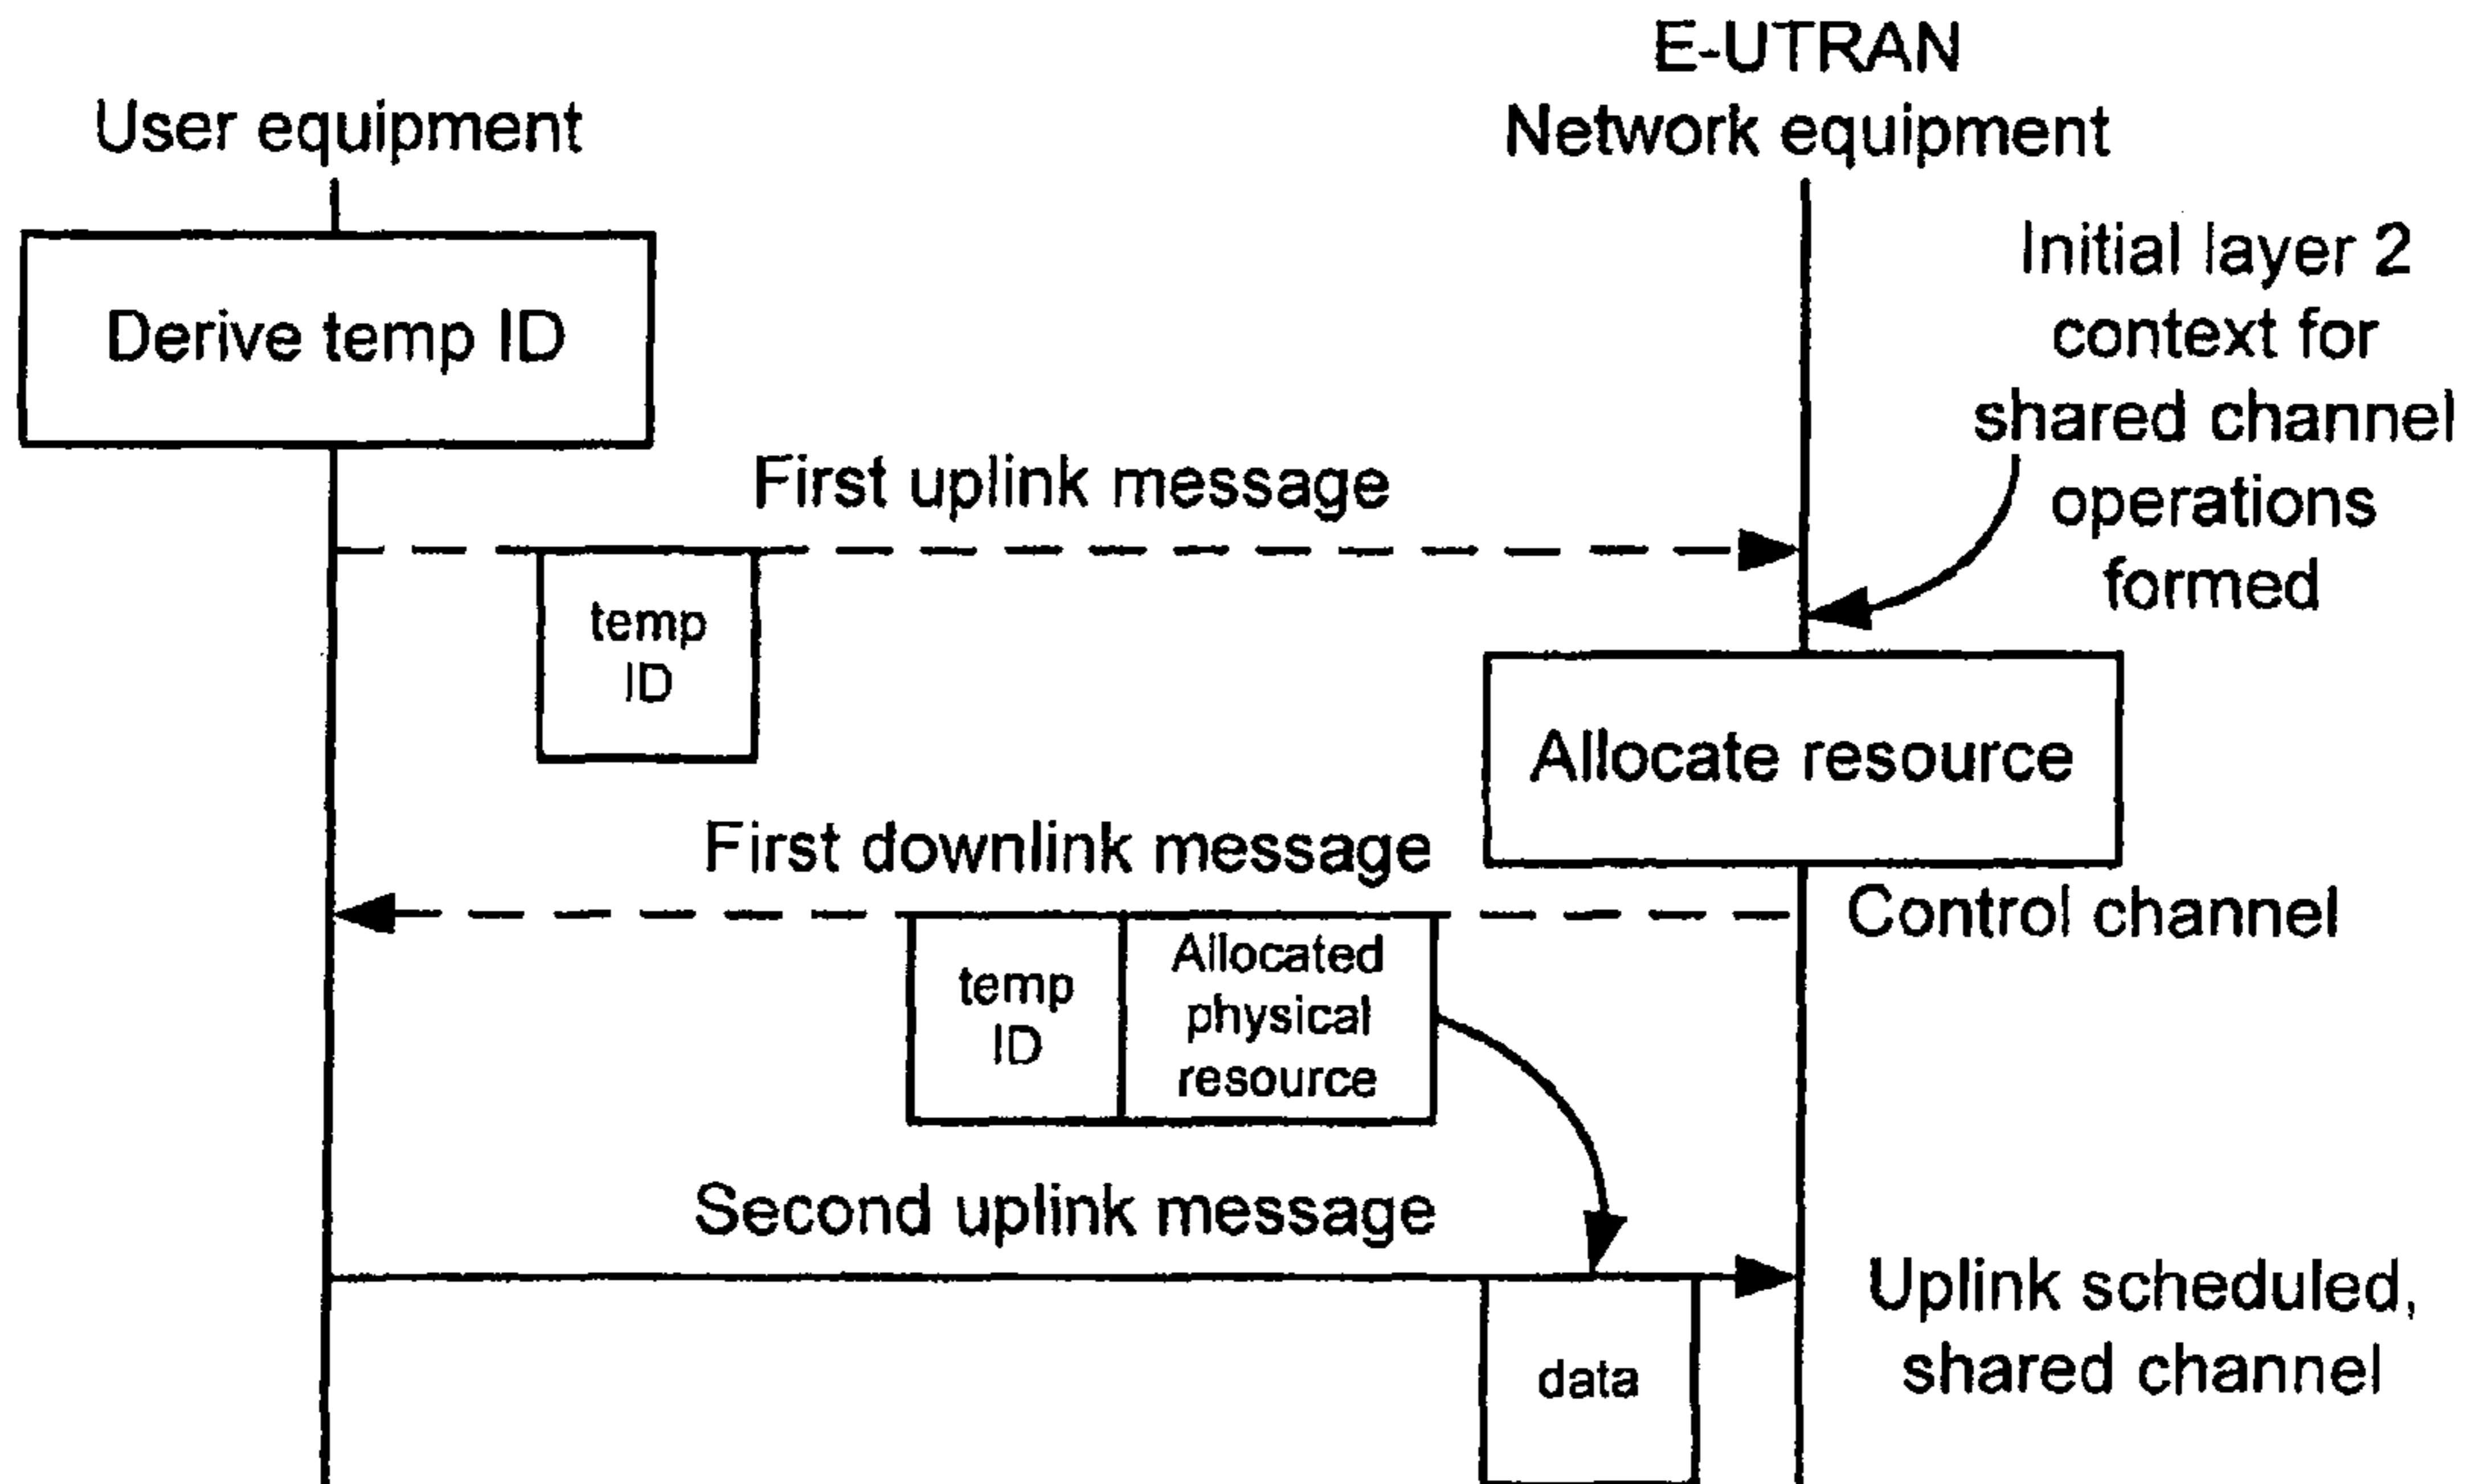 E-UTRAN
Network equipment
User equipment
Derive temp ID
Initial layer 2
context for
shared channel
operations
formed
First uplink message
temp
ID
Allocate resource
First downlink message
Control channel
temp
ID
Allocated
physical
resource
Second uplink message
Uplink scheduled,
shared channel
data